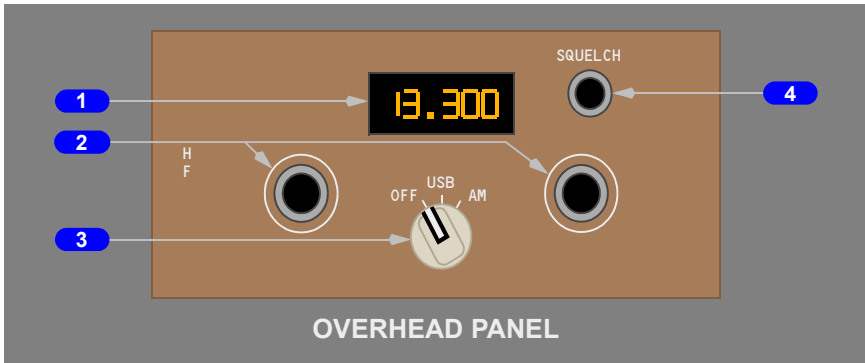 SQUELCH
1
13.300
4
2
H
F
USB
OFF
AM
3
OVERHEAD PANEL